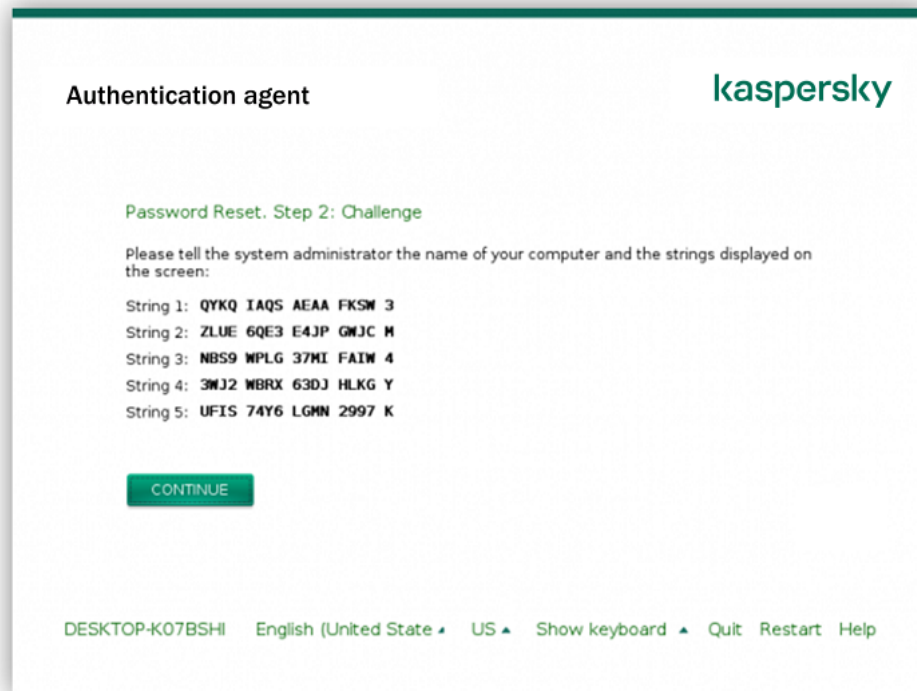 Authentication agent
kaspersky
Password Reset. Step 2: Challenge
Please tell the system administrator the name of your computer and the strings displayed on
the screen:
String 1: QYKQ IAQS AEAA FKSW 3
String 2: ZLUE 6QE3 E4JP GWJC M
String 3: NBS9 WPLG 37MI FAIW 4
String 4: 3WJ2 WBRX 63DJ HLKG Y
String 5: UFIS 74Y6 LGMN 2997 K
CONTINUE
DESKTOP-K07BSHI English (United State US Show keyboard Quit Restart Help